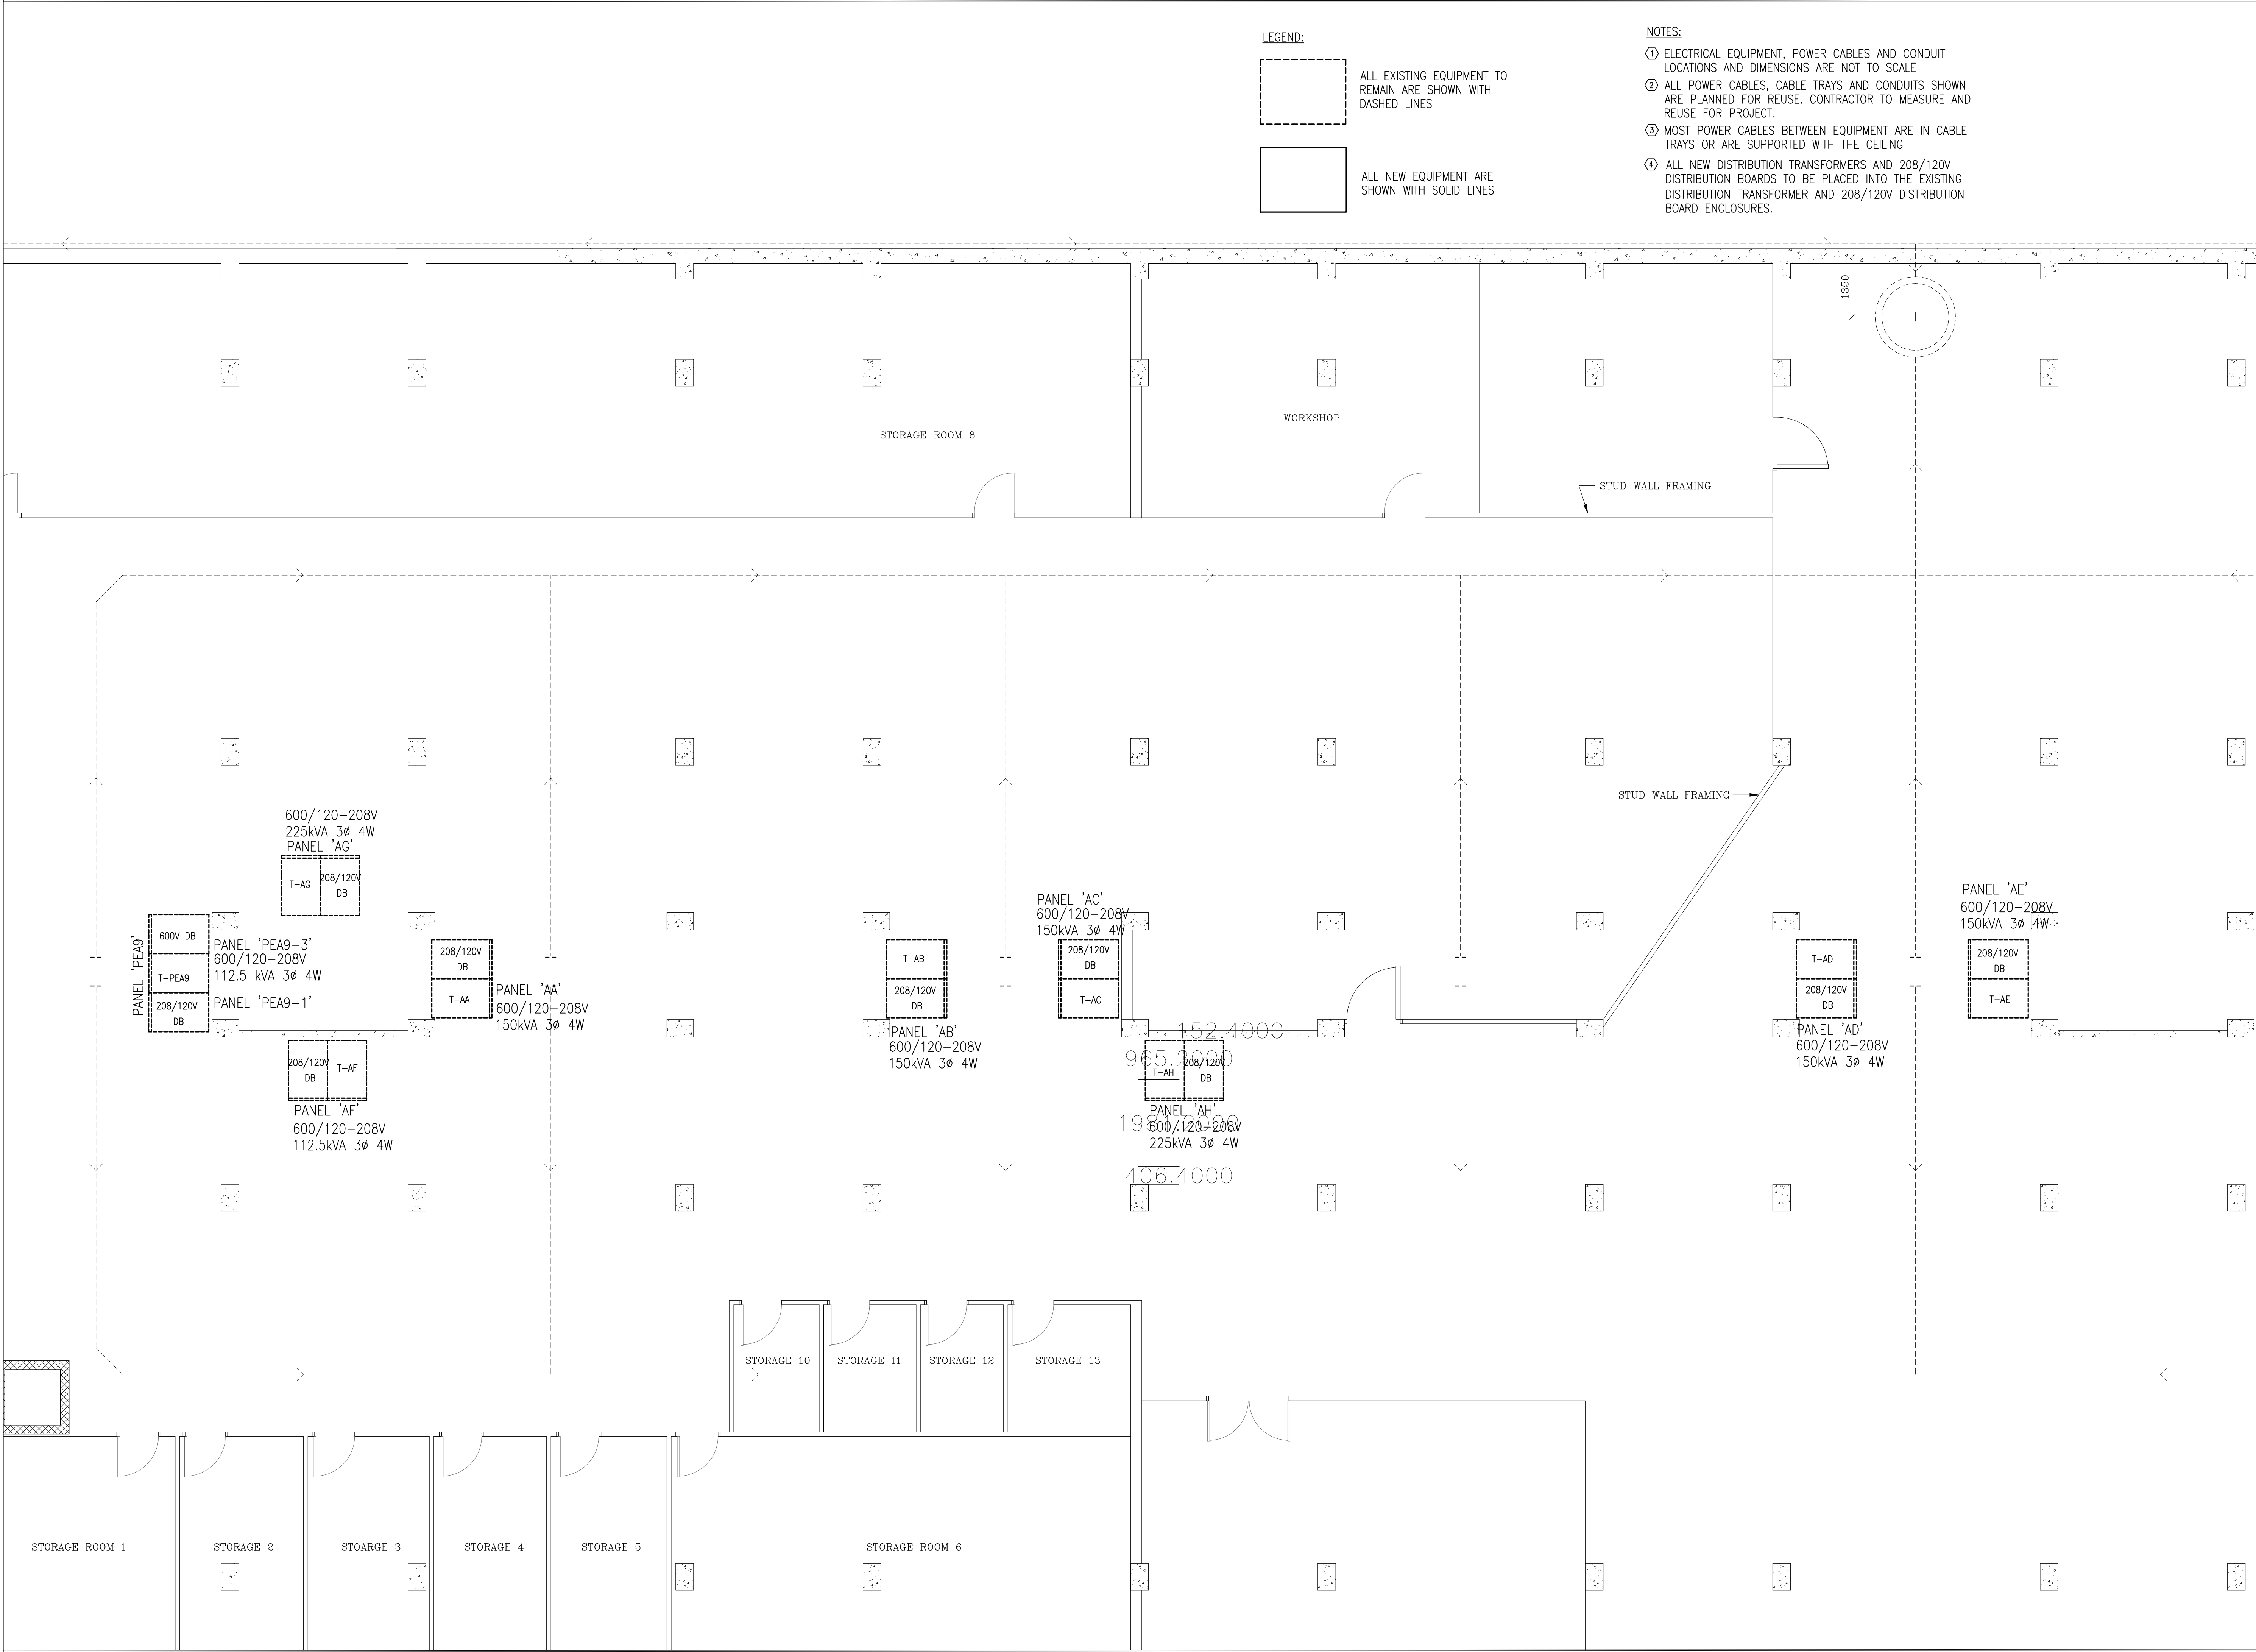 LEGEND:
ALL EXISTING EQUIPMENT TO
REMAIN ARE SHOWN WITH
DASHED LINES
ALL NEW EQUIPMENT ARE
SHOWN WITH SOLID LINES
NOTES:
1 ELECTRICAL EQUIPMENT, POWER CABLES AND CONDUIT
LOCATIONS AND DIMENSIONS ARE NOT TO SCALE
2 ALL POWER CABLES, CABLE TRAYS AND CONDUITS SHOWN
ARE PLANNED FOR REUSE. CONTRACTOR TO MEASURE AND
REUSE FOR PROJECT.
3 MOST POWER CABLES BETWEEN EQUIPMENT ARE IN CABLE
TRAYS OR ARE SUPPORTED WITH THE CEILING
4 ALL NEW DISTRIBUTION TRANSFORMERS AND 208/120V
DISTRIBUTION BOARDS TO BE PLACED INTO THE EXISTING
DISTRIBUTION TRANSFORMER AND 208/120V DISTRIBUTION
BOARD ENCLOSURES.
1350
STORAGE ROOM 8
WORKSHOP
STUD WALL FRAMING
STUD WALL FRAMING
600/120-208V
225kVA 3ø 4W
PANEL 'AG'
T-AG
208/120V
DB
PANEL 'PEA9'
600V DB
T-PEA9
208/120V
DB
PANEL 'PEA9-3'
600/120-208V
112.5 kVA 3ø 4W
PANEL 'PEA9-1'
208/120V
DB
T-AA
PANEL 'AA'
600/120-208V
150kVA 3ø 4W
208/120V
DB
T-AF
PANEL 'AF'
600/120-208V
112.5kVA 3ø 4W
T-AB
208/120V
DB
PANEL 'AB'
600/120-208V
150kVA 3ø 4W
PANEL 'AC'
600/120-208V
150kVA 3ø 4W
208/120V
DB
T-AC
152.4000
965.2000
T-AH
208/120V
DB
PANEL 'AH'
1981.2000
600/120-208V
225kVA 3ø 4W
406.4000
T-AD
208/120V
DB
PANEL 'AD'
600/120-208V
150kVA 3ø 4W
PANEL 'AE'
600/120-208V
150kVA 3ø 4W
208/120V
DB
T-AE
STORAGE 10
STORAGE 11
STORAGE 12
STORAGE 13
STORAGE ROOM 1
STORAGE 2
STOARGE 3
STORAGE 4
STORAGE 5
STORAGE ROOM 6